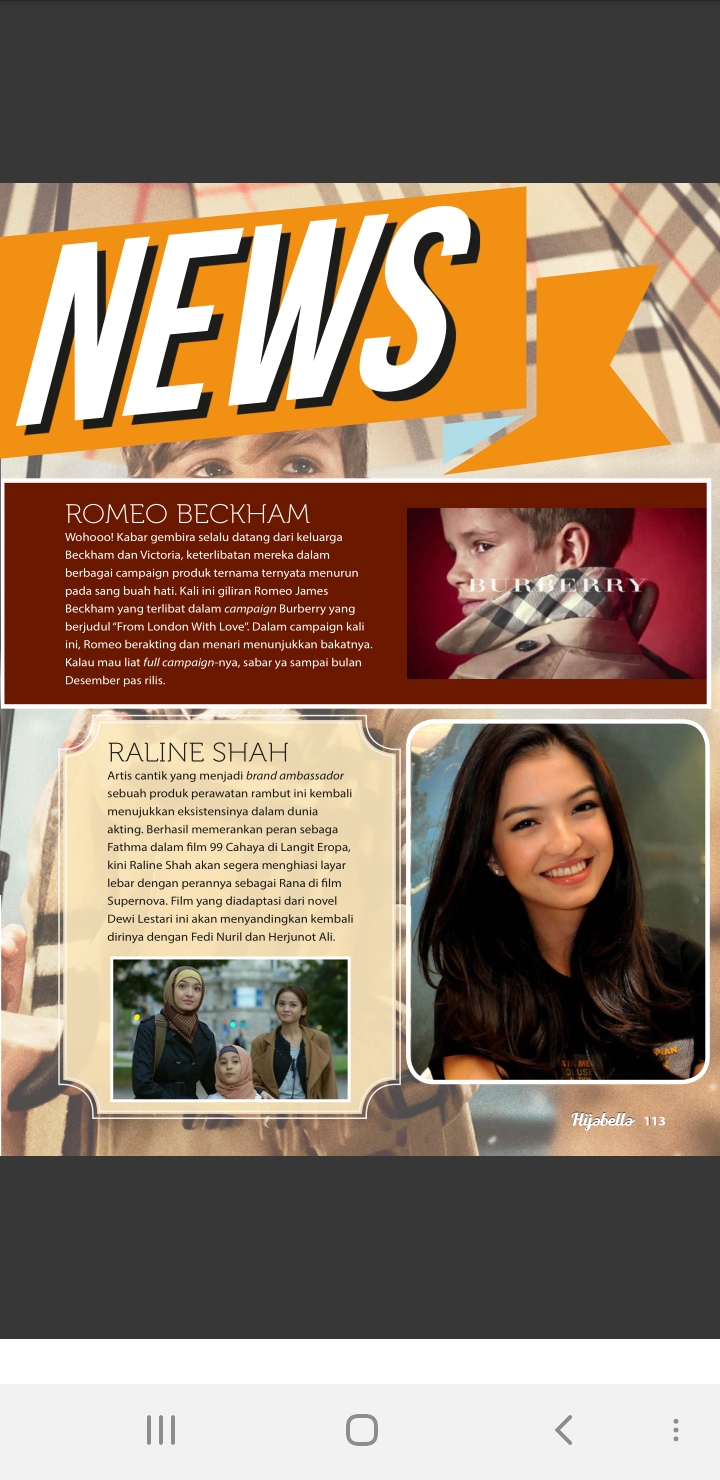 NEWS
ROMEO BECKHAM
Wohooo! Kabar gembira selalu datang dari keluarga
Beckham dan Victoria, keterlibatan mereka dalam
berbagai campaign produk ternama ternyata menurun
pada sang buah hati. Kali ini giliran Romeo James
Beckham yang terlibat dalam campaign Burberry yang
berjudul "From London With Love". Dalam campaign kali
ini, Romeo berakting dan menari menunjukkan bakatnya.
Kalau mau liat full campaign-nya, sabar ya sampai bulan
Desember pas rilis.
BURBERRY
RALINE SHAH
Artis cantik yang menjadi brand ambassador
sebuah produk perawatan rambut ini kembali
menujukkan eksistensinya dalam dunia
akting. Berhasil memerankan peran sebaga
Fathma dalam film 99 Cahaya di Langit Eropa,
kini Raline Shah akan segera menghiasi layar
lebar dengan perannya sebagai Rana di film
Supernova. Film yang diadaptasi dari novel
Dewi Lestari ini akan menyandingkan kembali
dirinya dengan Fedi Nuril dan Herjunot Ali.
Hijabella 113